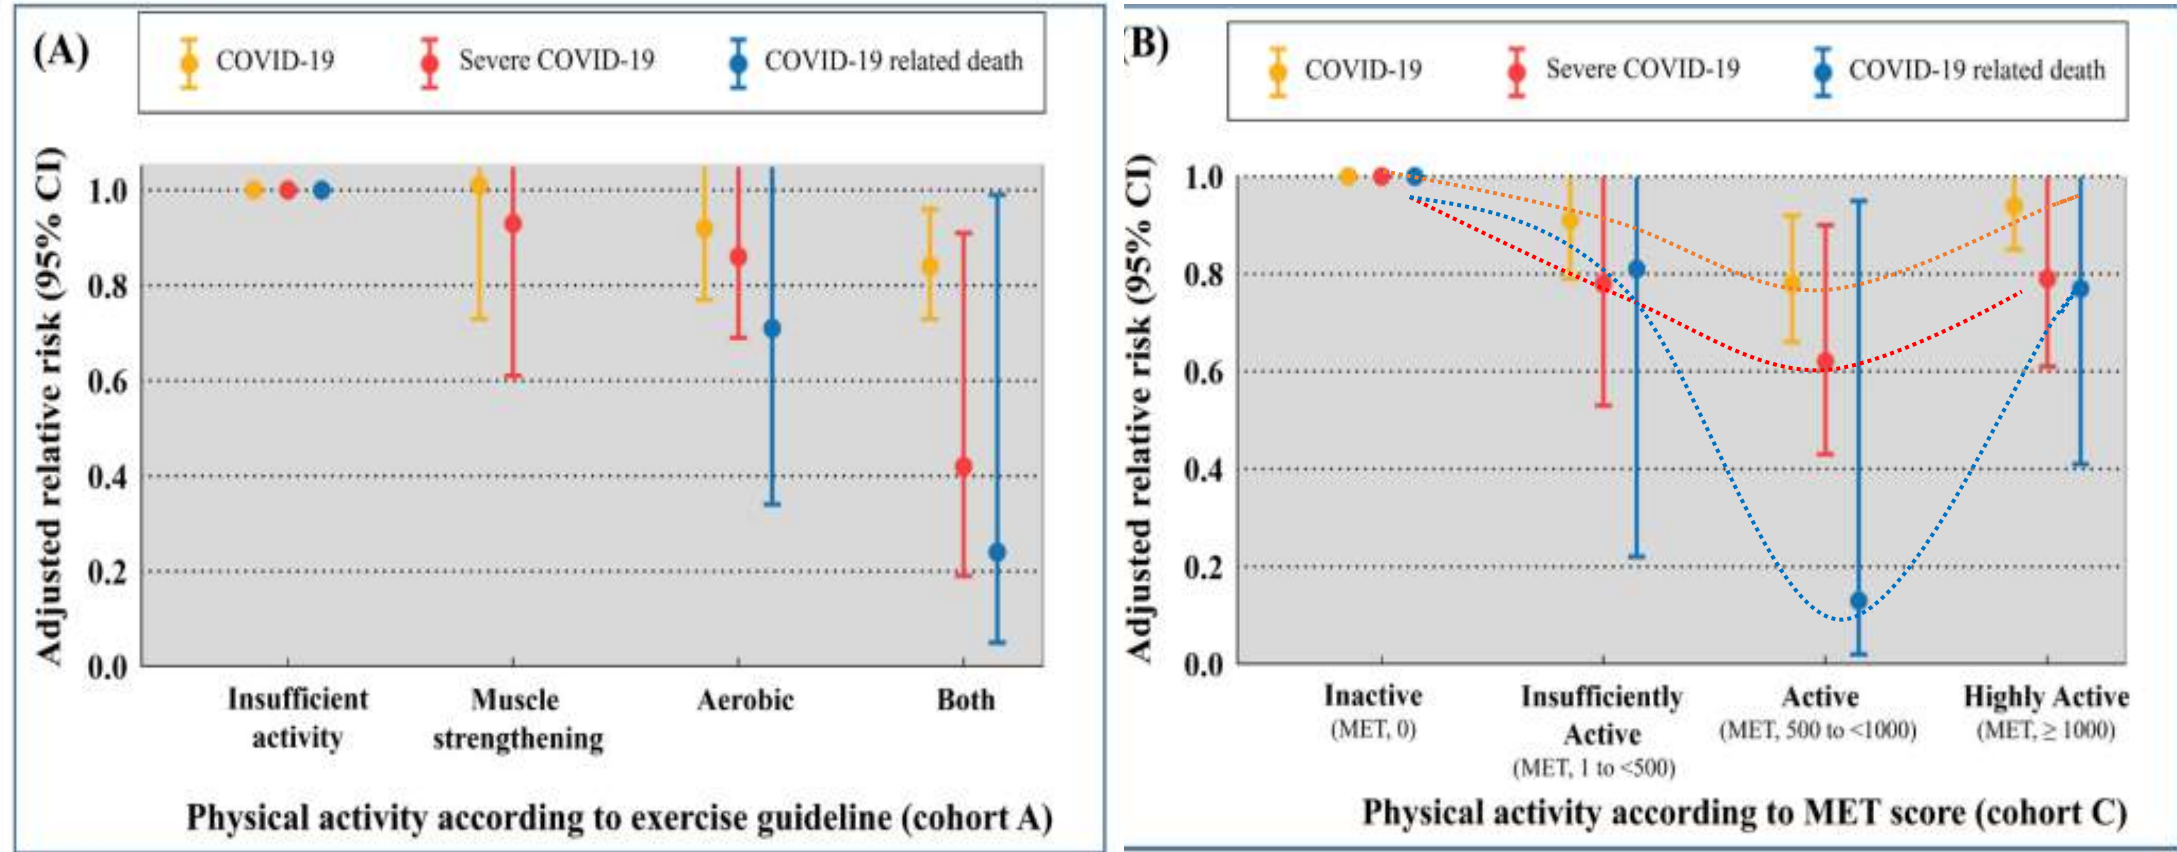 (A)
COVID-19
Severe COVID-19
COVID-19 related death
Adjusted relative risk (95% CI)
1.0
0.8
0.6
0.4
0.2
0.0
Insufficient
activity
Muscle
strengthening
Aerobic
Both
Physical activity according to exercise guideline (cohort A)
(B)
COVID-19
Severe COVID-19
COVID-19 related death
Adjusted relative risk (95% CI)
1.0
0.8
0.6
0.4
0.2
0.0
Inactive
(MET, 0)
Insufficiently
Active
(MET, 1 to <500)
Active
(MET, 500 to <1000)
Highly Active
(MET, ≥ 1000)
Physical activity according to MET score (cohort C)